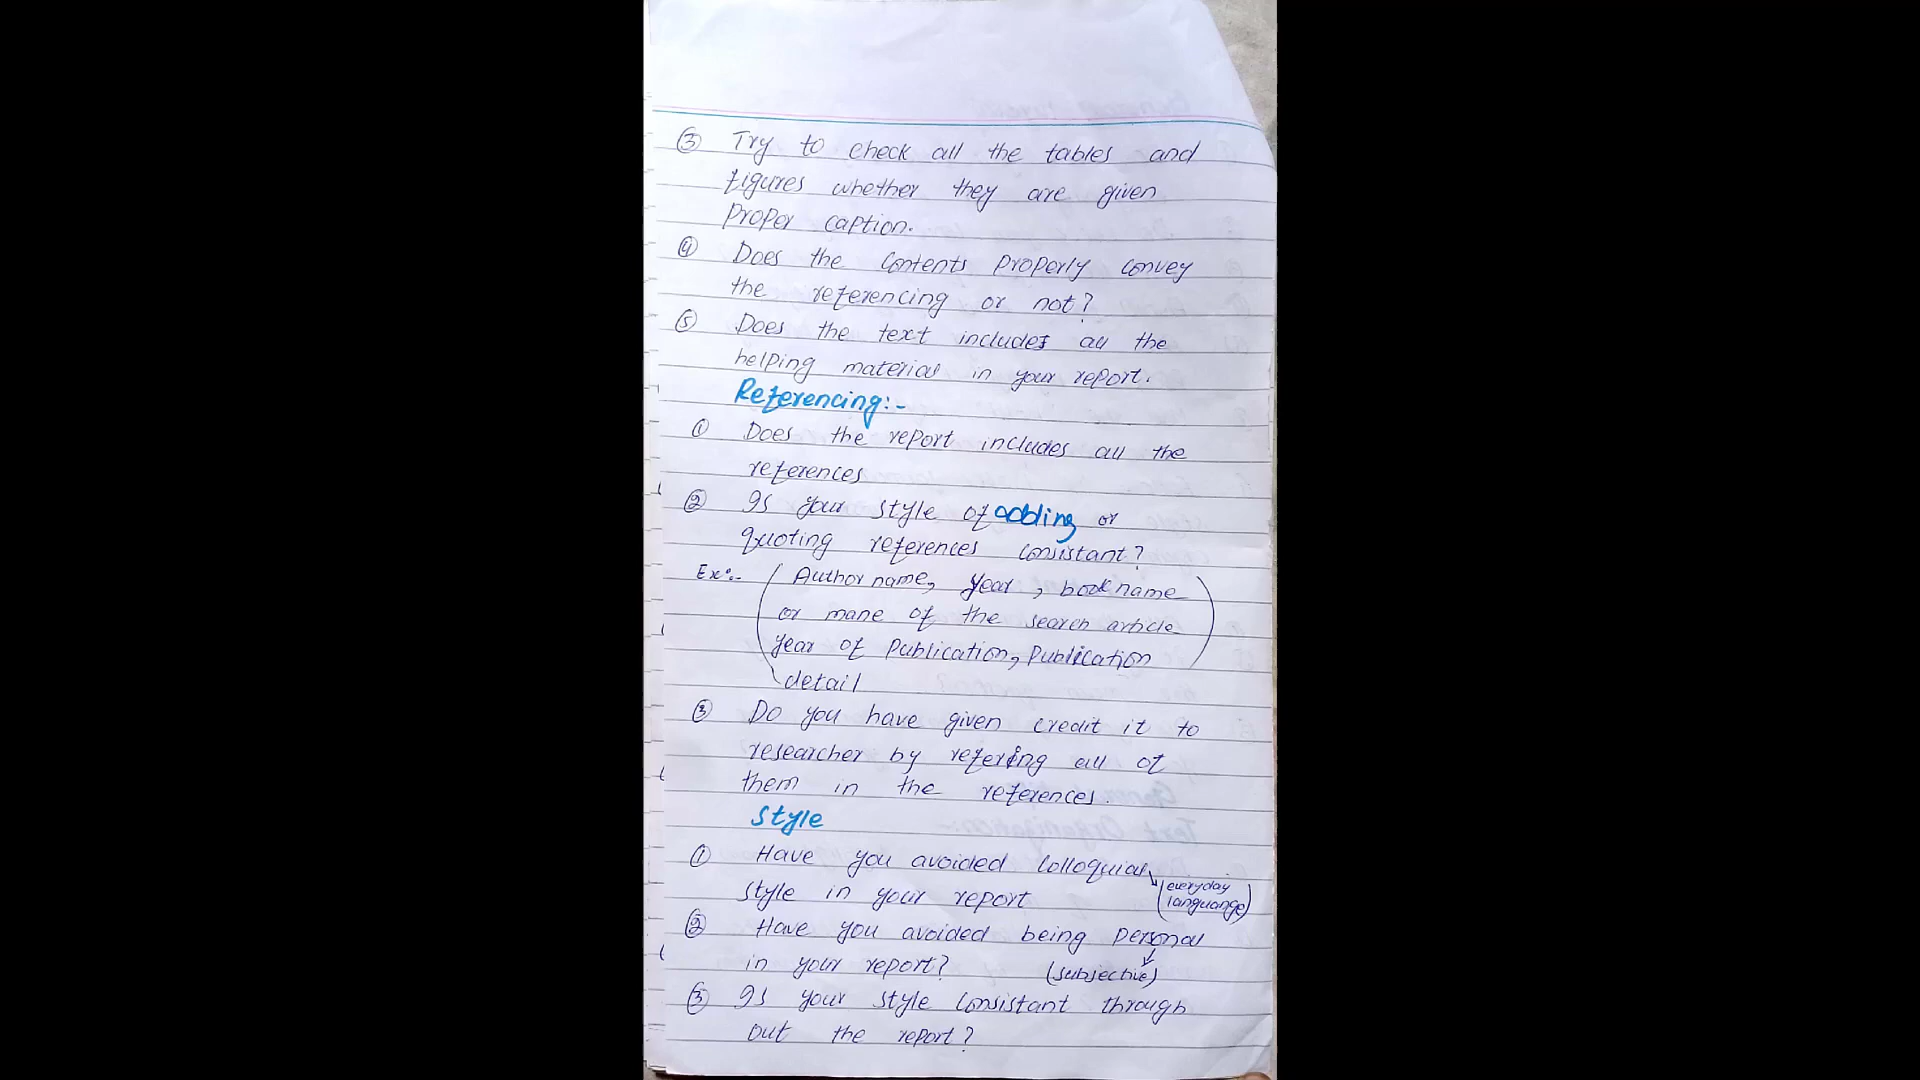 ③ Try to check all the tables and
figures whether they are given
proper caption.
④ Does the contents properly convey
the referencing or not?
⑤ Does the text includes all the
helping material in your report.
Referencing:-
① Does the report includes all the
references
② Is your style of adding or
quoting references consistant?
Ex:- (Author name, year, book name
or mane of the search article
year of publication, publication
detail)
③ Do you have given credit it to
researcher by refering all of
them in the references.
Style
① Have you avoided colloquial
(everyday
languange)
style in your report
② Have you avoided being personal
in your report? (subjective)
③ Is your style consistant through
out the report?